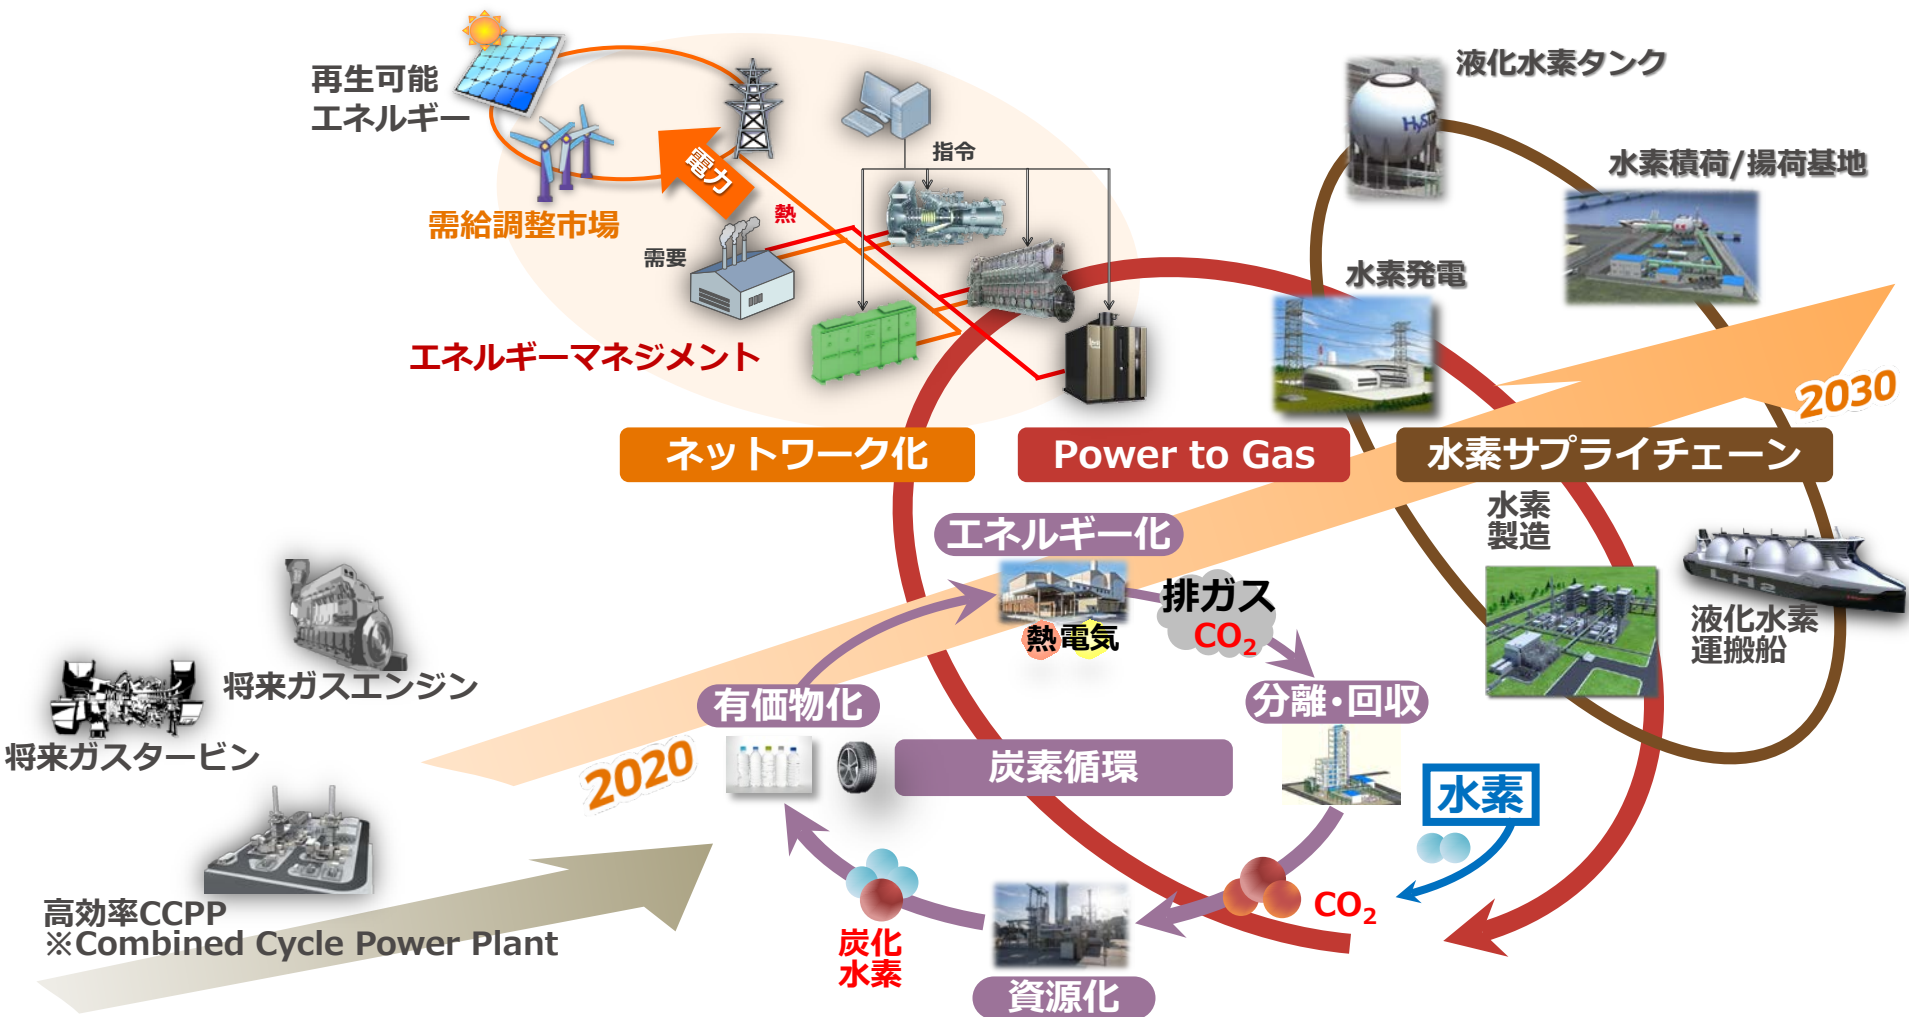 再生可能
エネルギー
電力
指令
熱
需給調整市場
需要
エネルギーマネジメント
液化水素タンク
水素積荷/揚荷基地
水素発電
2030
ネットワーク化
Power to Gas
水素サプライチェーン
水素
製造
LH2
液化水素
運搬船
エネルギー化
排ガス
CO2
熱電気
将来ガスエンジン
将来ガスタービン
有価物化
分離・回収
2020
炭素循環
水素
高効率CCPP
※Combined Cycle Power Plant
CO2
炭化
水素
資源化